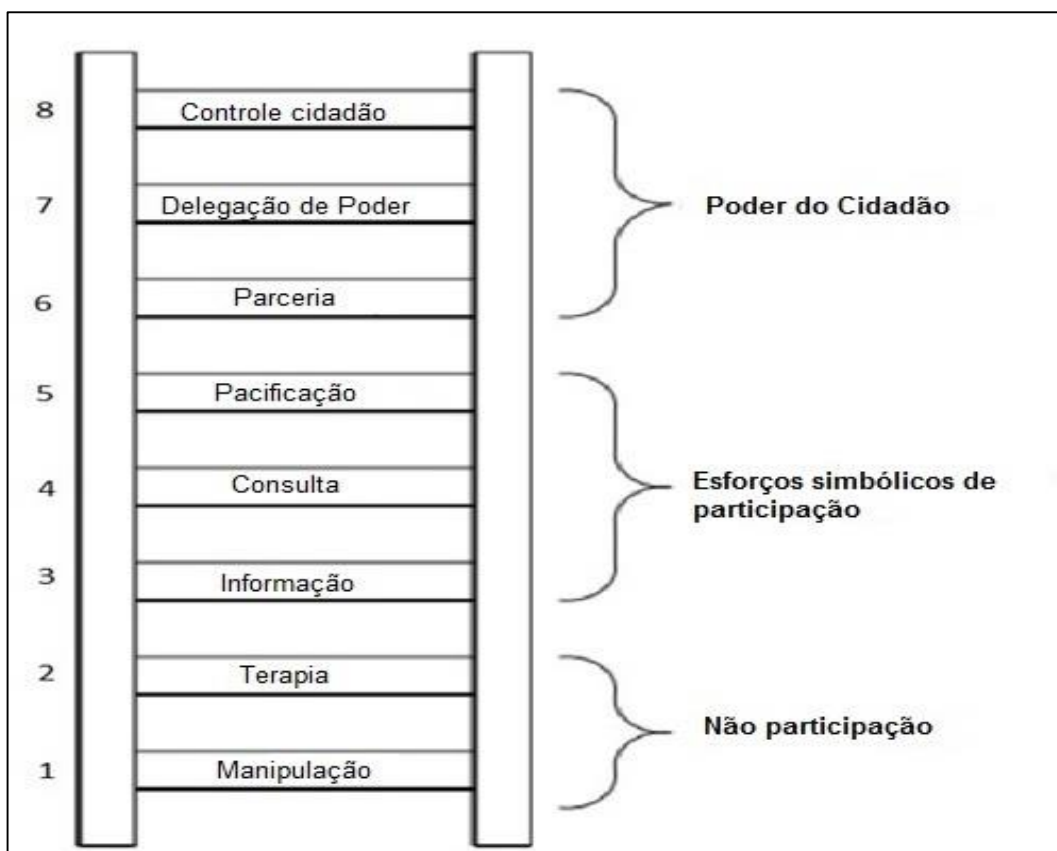 8 Controle cidadão
7 Delegação de Poder
Poder do Cidadão
6 Parceria
5 Pacificação
4 Consulta
Esforços simbólicos de
participação
3 Informação
2 Terapia
Não participação
1 Manipulação